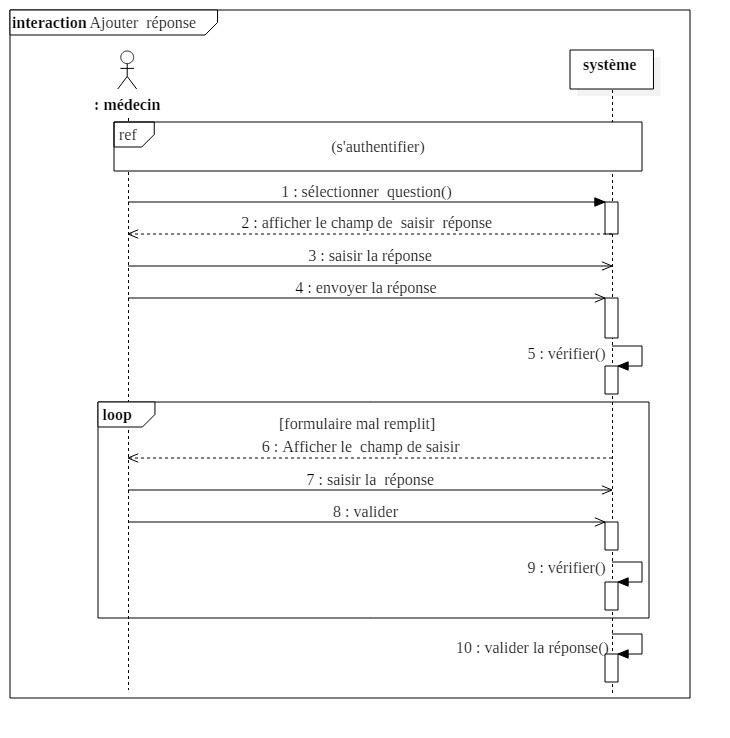 interaction Ajouter réponse
: médecin
système
ref
(s'authentifier)
1 : sélectionner question()
2 : afficher le champ de saisir réponse
3 : saisir la réponse
4 : envoyer la réponse
5 : vérifier()
loop
[formulaire mal remplit]
6 : Afficher le champ de saisir
7 : saisir la réponse
8 : valider
9 : vérifier()
10 : valider la réponse()